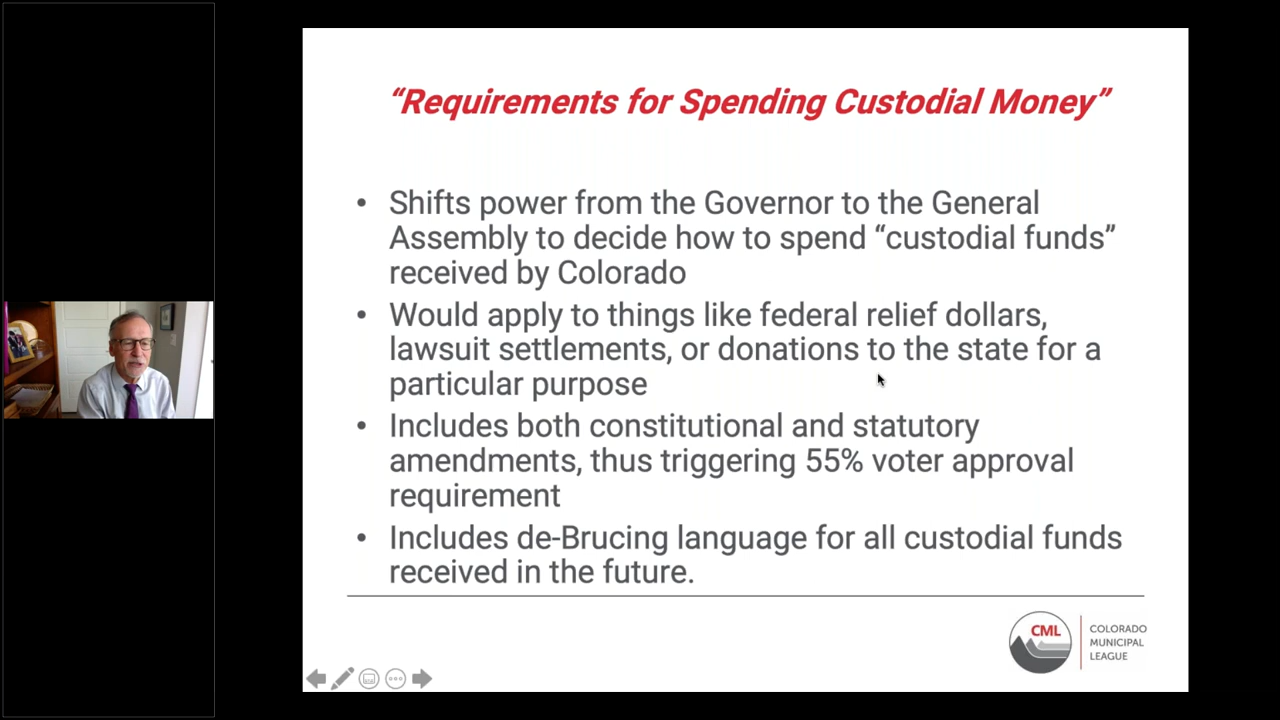 “Requirements for Spending Custodial Money”
• Shifts power from the Governor to the General
Assembly to decide how to spend “custodial funds”
received by Colorado
• Would apply to things like federal relief dollars,
lawsuit settlements, or donations to the state for a
particular purpose
• Includes both constitutional and statutory
amendments, thus triggering 55% voter approval
requirement
• Includes de-Brucing language for all custodial funds
received in the future.
CML
COLORADO
MUNICIPAL
LEAGUE